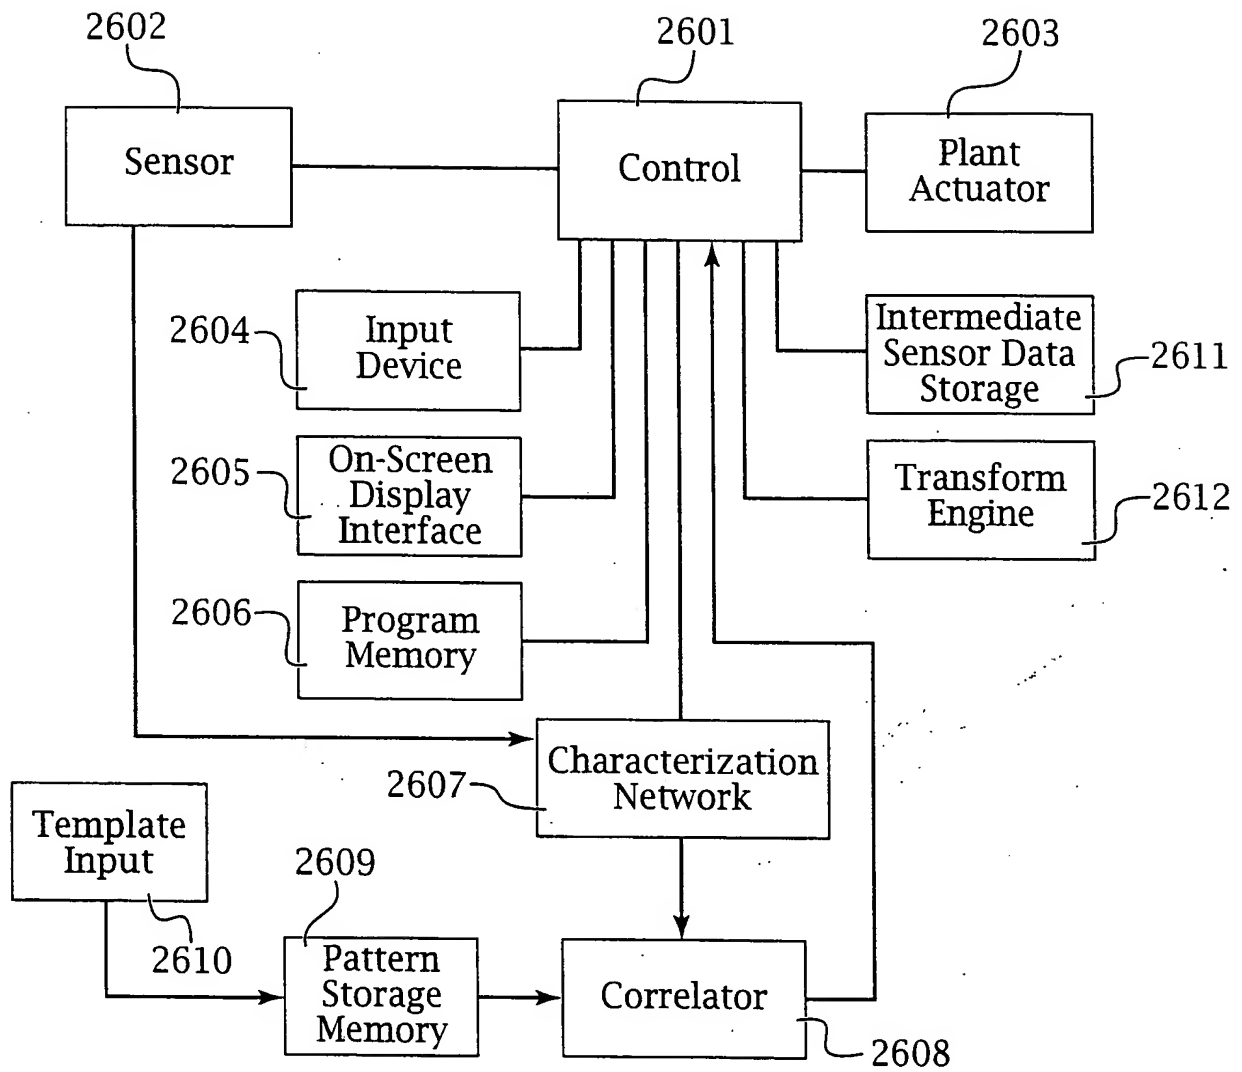 2602
2601
2603
Sensor
Control
Plant
Actuator
2604
Input
Device
Intermediate
Sensor Data
Storage
2611
2605
On-Screen
Display
Interface
Transform
Engine
2612
2606
Program
Memory
2607
Characterization
Network
Template
Input
2609
2610
Pattern
Storage
Memory
Correlator
2608